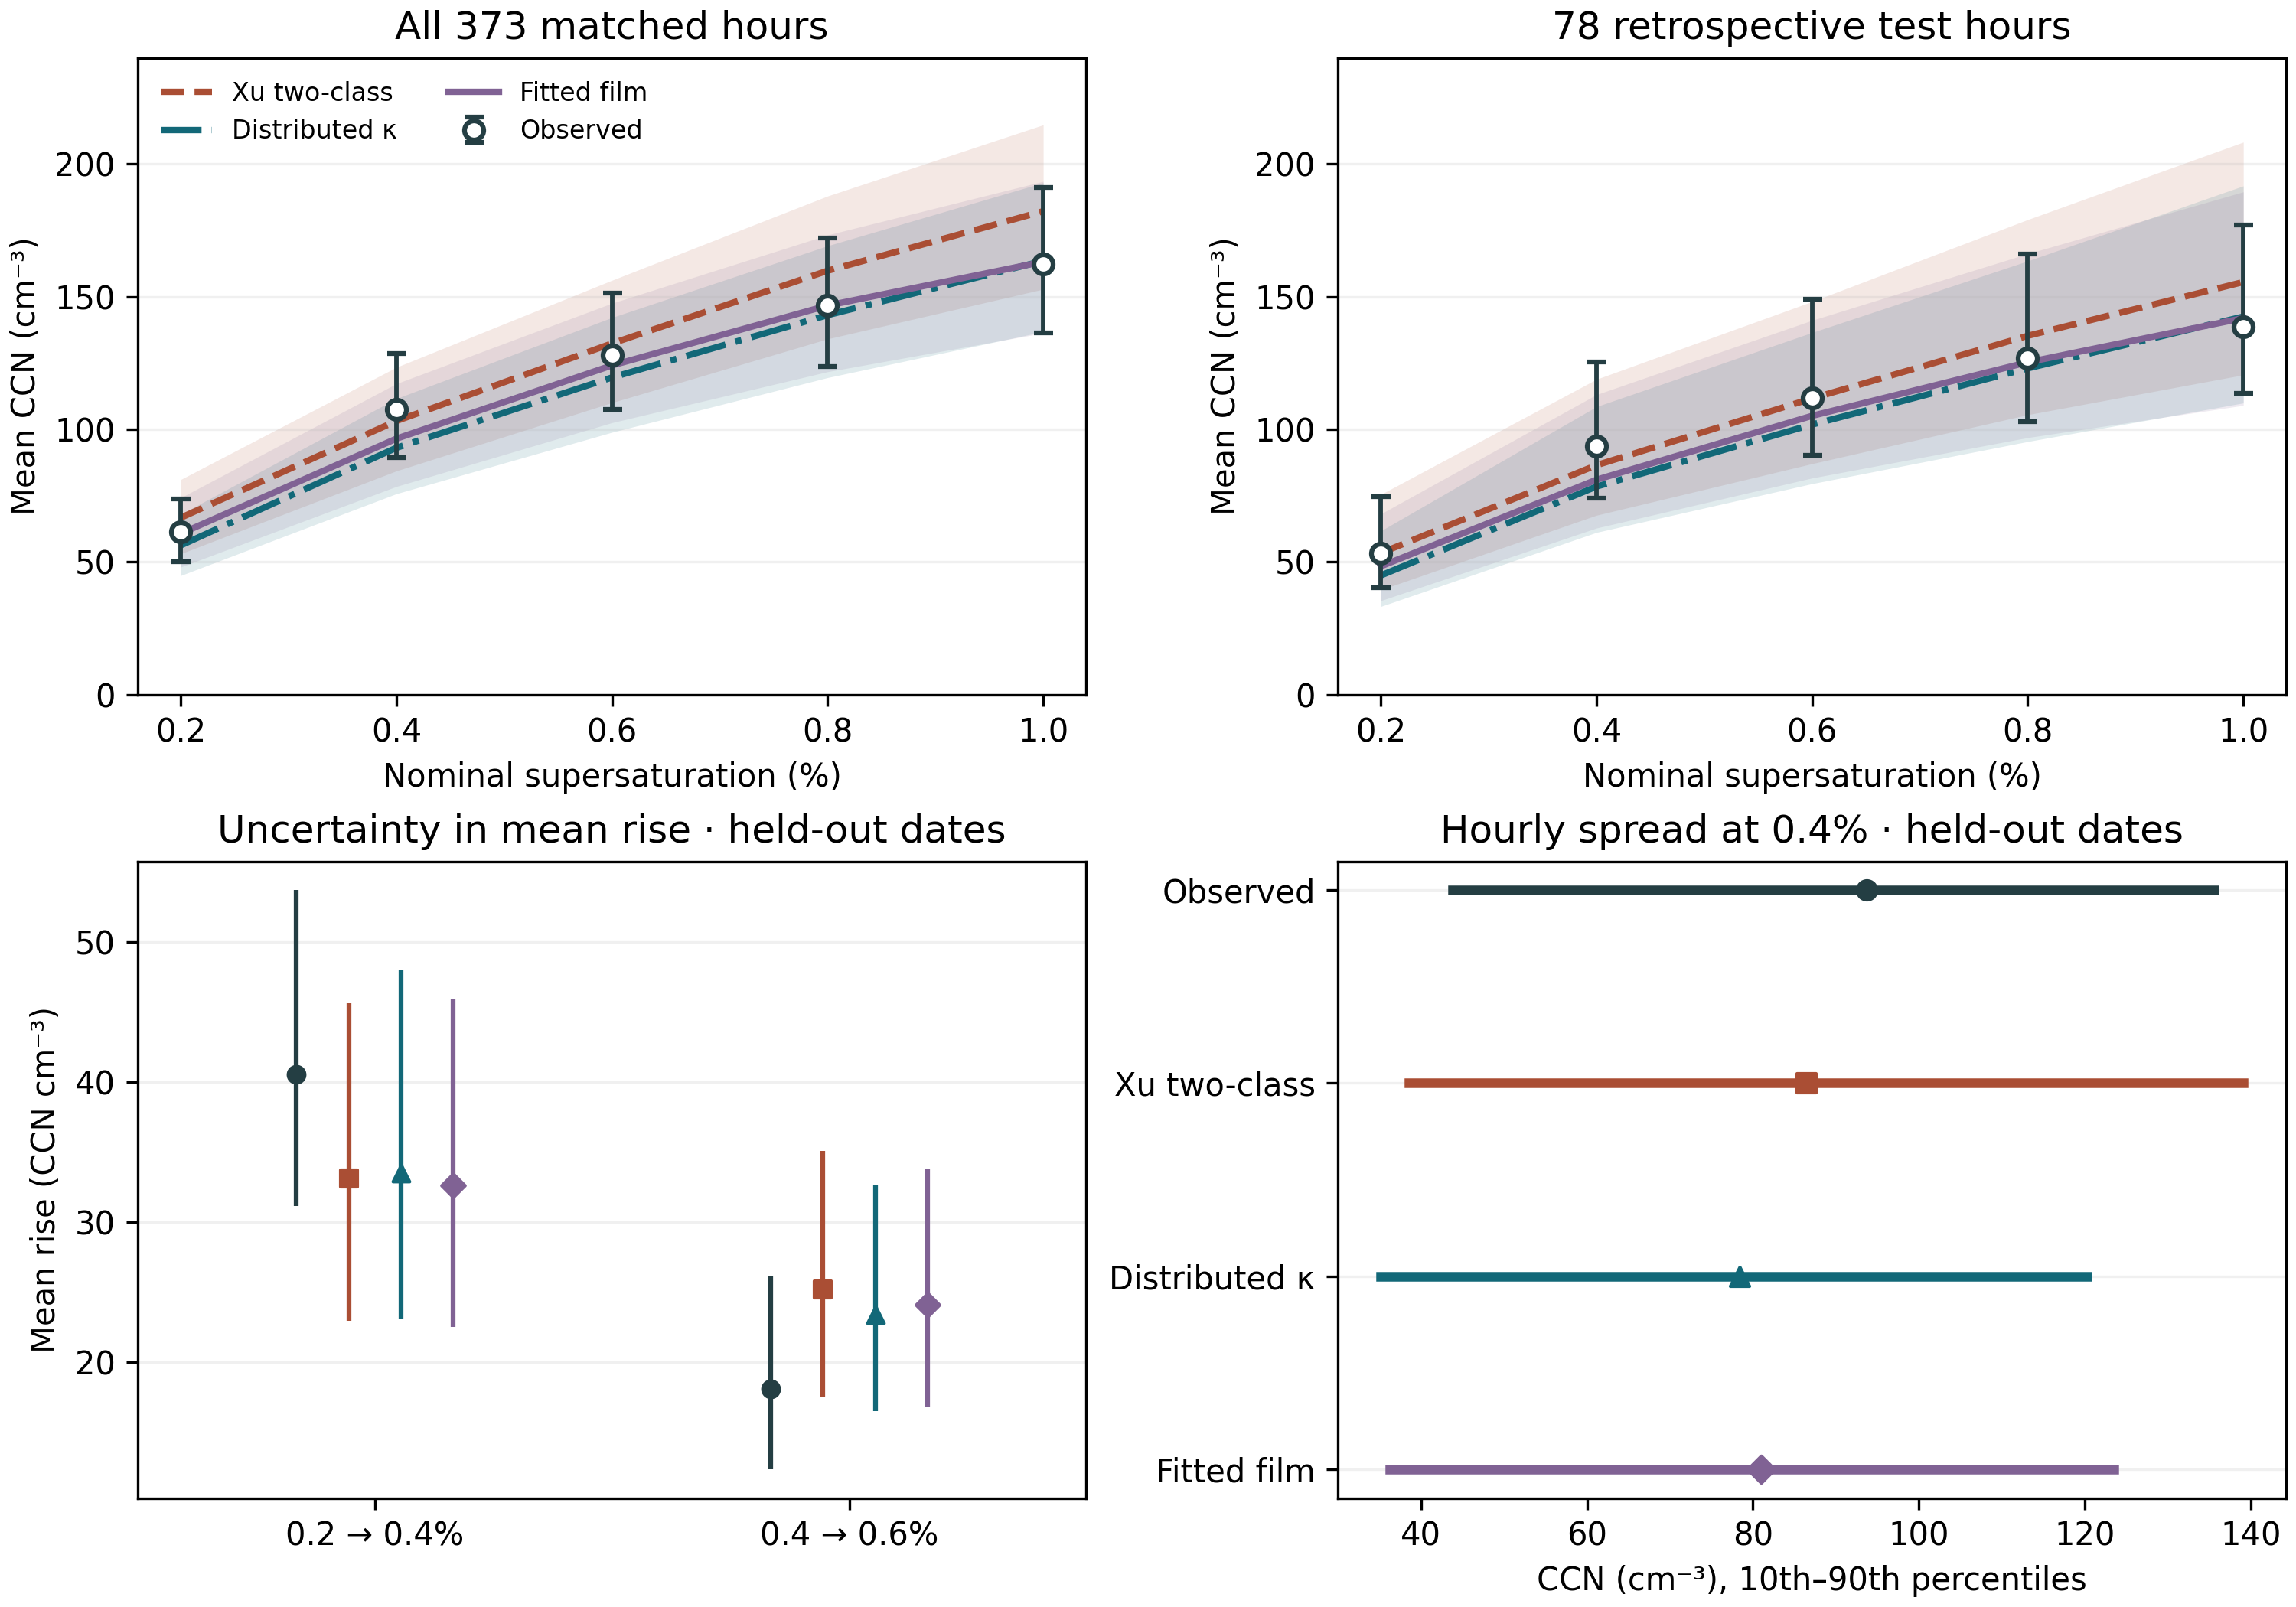 All 373 matched hours
Xu two-class
Distributed κ
Fitted film
Observed
Mean CCN (cm⁻³)
200
150
100
50
0
0.2 0.4 0.6 0.8 1.0
Nominal supersaturation (%)
78 retrospective test hours
Mean CCN (cm⁻³)
200
150
100
50
0
0.2 0.4 0.6 0.8 1.0
Nominal supersaturation (%)
Uncertainty in mean rise · held-out dates
Mean rise (CCN cm⁻³)
50
40
30
20
0.2 → 0.4% 0.4 → 0.6%
Hourly spread at 0.4% · held-out dates
Observed
Xu two-class
Distributed κ
Fitted film
40 60 80 100 120 140
CCN (cm⁻³), 10th–90th percentiles